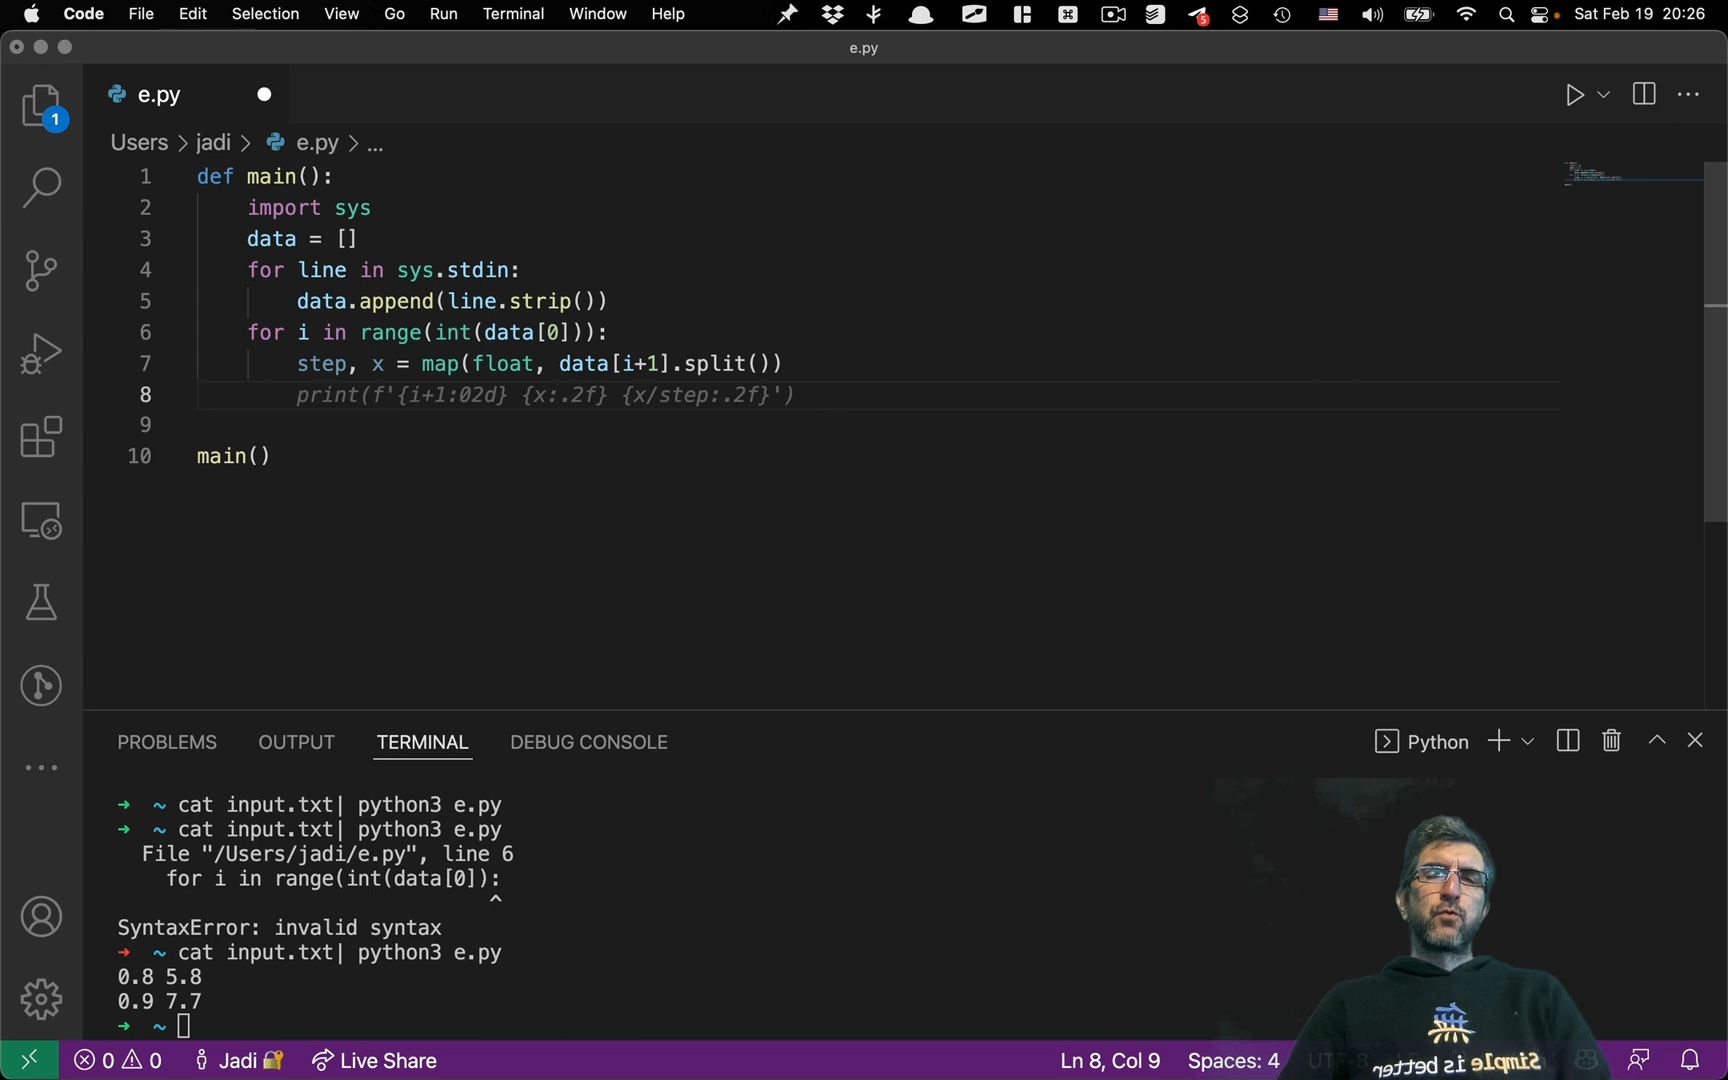 Code File Edit Selection View Go Run Terminal Window Help 5 Sat Feb 19 20:26
e.py
1
e.py
Users > jadi > e.py > ...
1 def main():
2 import sys
3 data = []
4 for line in sys.stdin:
5 data.append(line.strip())
6 for i in range(int(data[0])):
7 step, x = map(float, data[i+1].split())
8 print(f'{i+1:02d} {x:.2f} {x/step:.2f}')
9
10 main()
PROBLEMS OUTPUT TERMINAL DEBUG CONSOLE Python
→ ~ cat input.txt| python3 e.py
→ ~ cat input.txt| python3 e.py
File "/Users/jadi/e.py", line 6
for i in range(int(data[0]):
^
SyntaxError: invalid syntax
→ ~ cat input.txt| python3 e.py
0.8 5.8
0.9 7.7
→ ~
0 0 Jadi Live Share Ln 8, Col 9 Spaces: 4 UTF-8
Simple is better